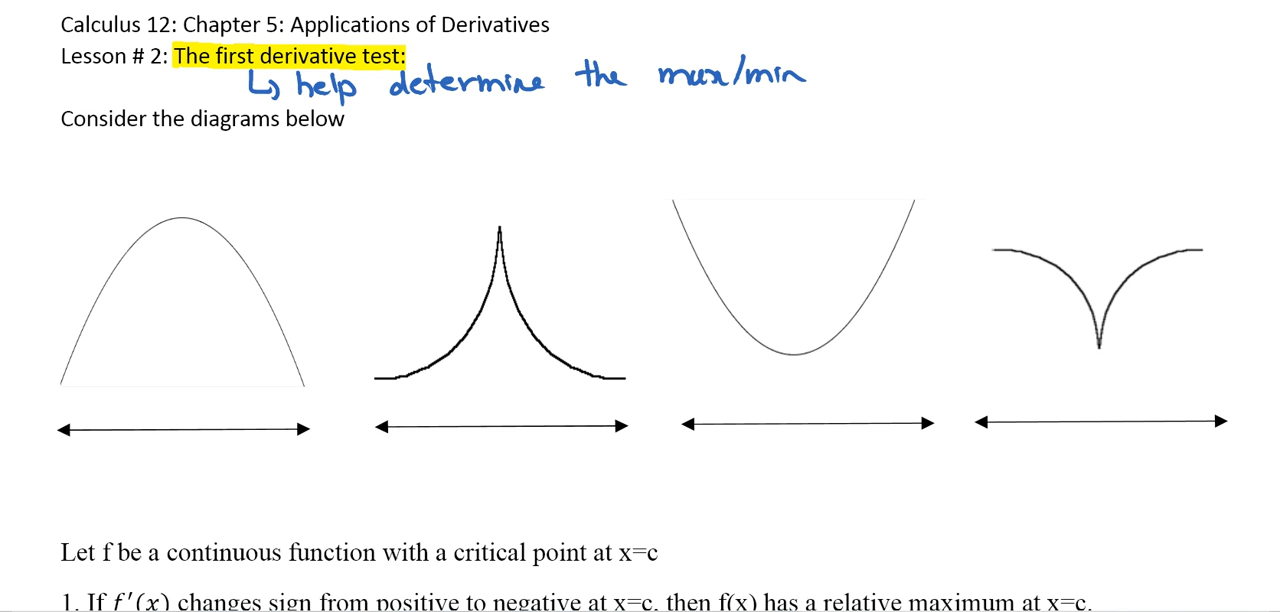 Calculus 12: Chapter 5: Applications of Derivatives
Lesson # 2: The first derivative test:
↳ help determine the max/min
Consider the diagrams below
Let f be a continuous function with a critical point at x=c
1. If f′(x) changes sign from positive to negative at x=c, then f(x) has a relative maximum at x=c.